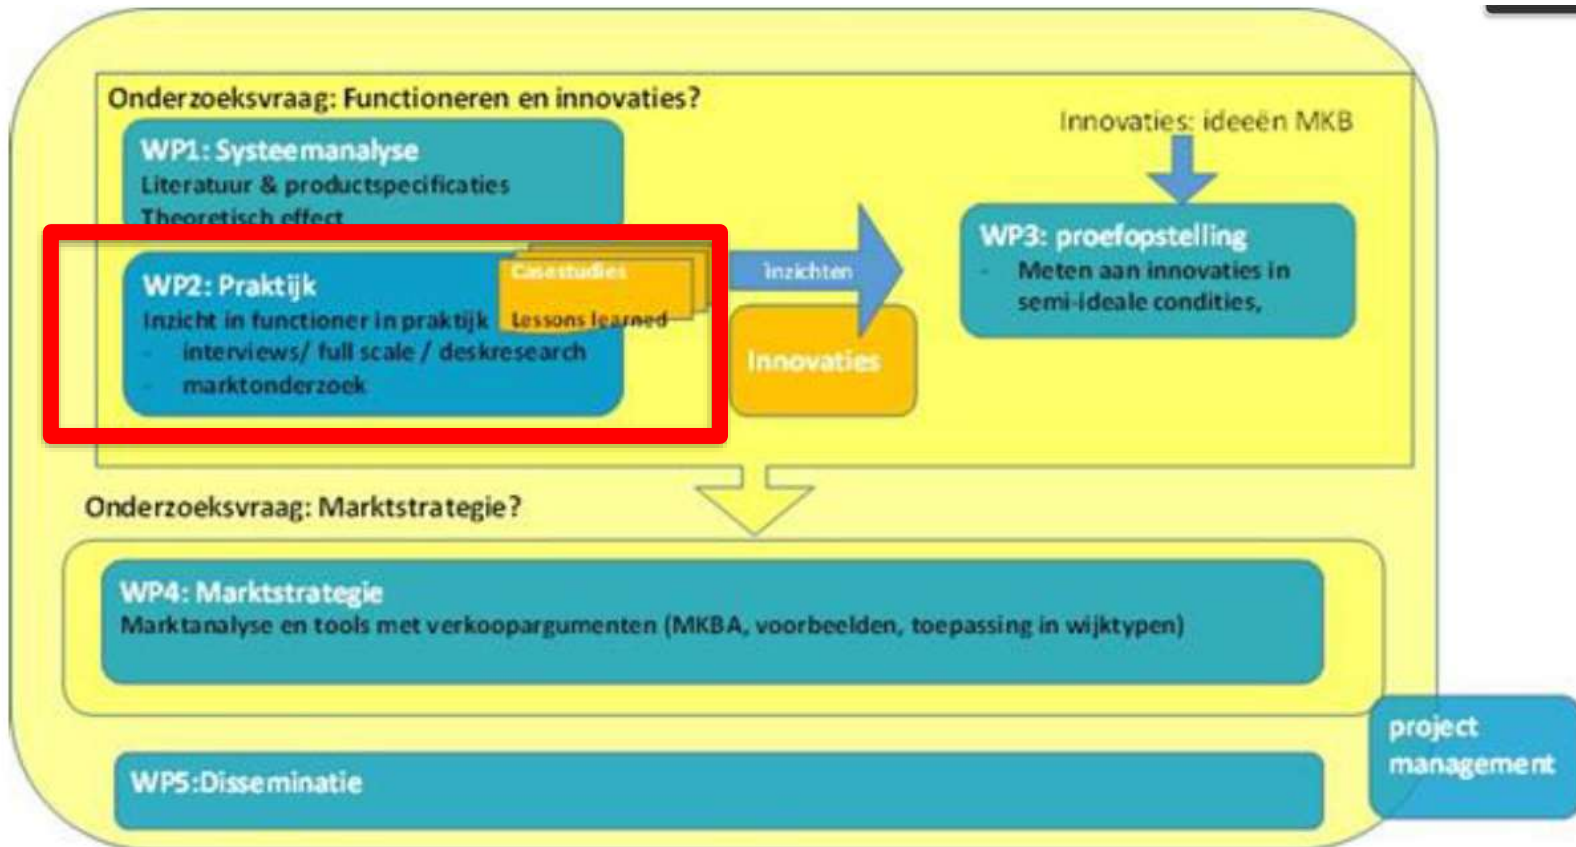 Onderzoeksvraag: Functioneren en innovaties?
WP1: Systeemanalyse
Literatuur & productspecificaties
Theoretisch effect
WP2: Praktijk
Inzicht in functioner in praktijk
- interviews/ full scale / deskresearch
- marktonderzoek
Casestudies
Lessons learned
Inzichten
Innovaties
Innovaties: ideeën MKB
WP3: proefopstelling
- Meten aan innovaties in
semi-ideale condities,
Onderzoeksvraag: Marktstrategie?
WP4: Marktstrategie
Marktanalyse en tools met verkoopargumenten (MKBA, voorbeelden, toepassing in wijktypen)
WP5:Disseminatie
project
management